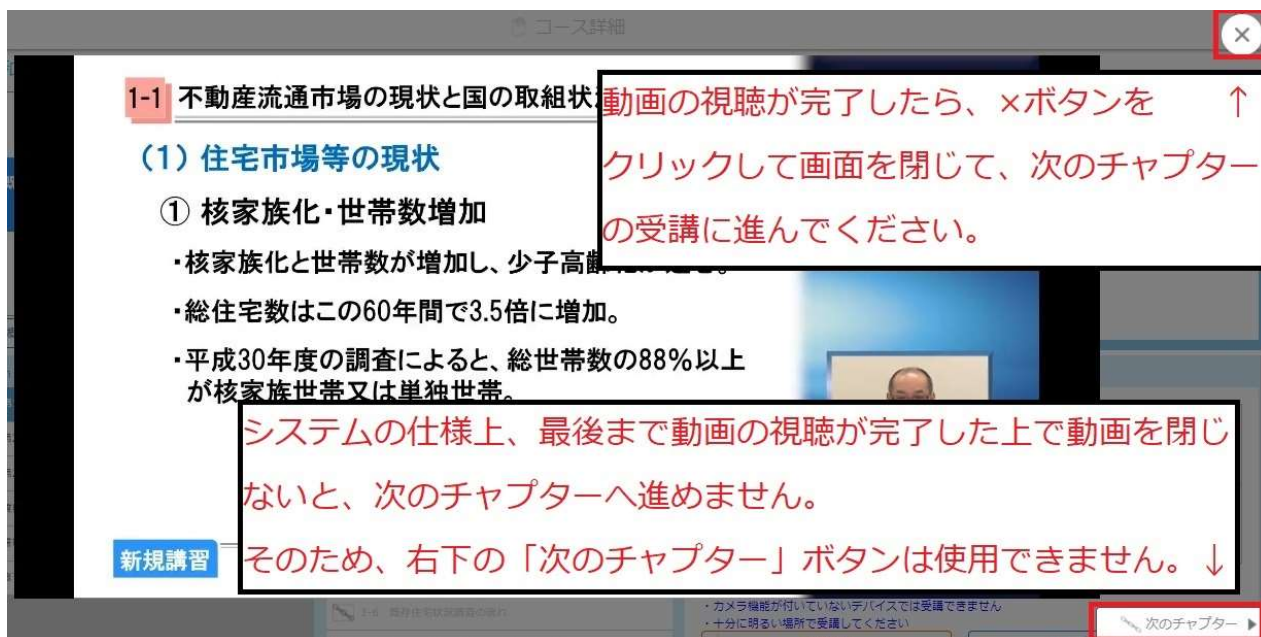 コース詳細
1-1 不動産流通市場の現状と国の取組状
動画の視聴が完了したら、×ボタンを ↑
クリックして画面を閉じて、次のチャプター
の受講に進んでください。
(1) 住宅市場等の現状
① 核家族化・世帯数増加
・核家族化と世帯数が増加し、少子高齢
・総住宅数はこの60年間で3.5倍に増加。
・平成30年度の調査によると、総世帯数の88%以上
が核家族世帯又は単独世帯。
システムの仕様上、最後まで動画の視聴が完了した上で動画を閉じ
ないと、次のチャプターへ進めません。
そのため、右下の「次のチャプター」ボタンは使用できません。↓
新規講習
1-6 既存住宅状況調査の流れ
・カメラ機能が付いていないデバイスでは受講できません
・十分に明るい場所で受講してください
次のチャプター ▶